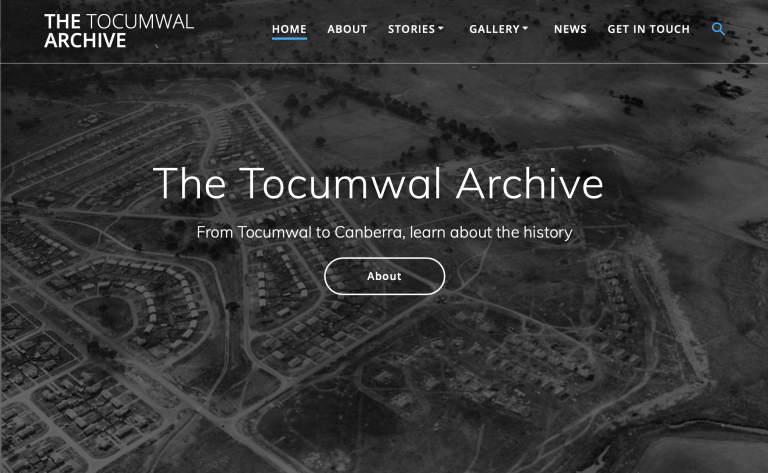 THE TOCUMWAL
ARCHIVE
HOME ABOUT STORIES GALLERY NEWS GET IN TOUCH
The Tocumwal Archive
From Tocumwal to Canberra, learn about the history
About